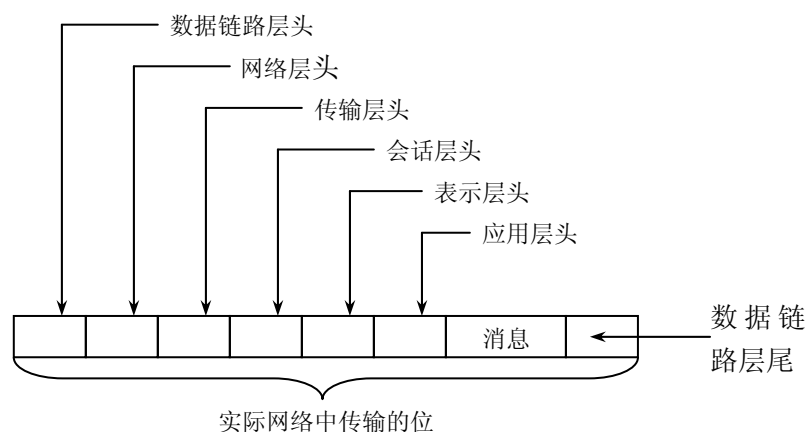 数据链路层头
网络层头
传输层头
会话层头
表示层头
应用层头
消息
数据链
路层尾
实际网络中传输的位